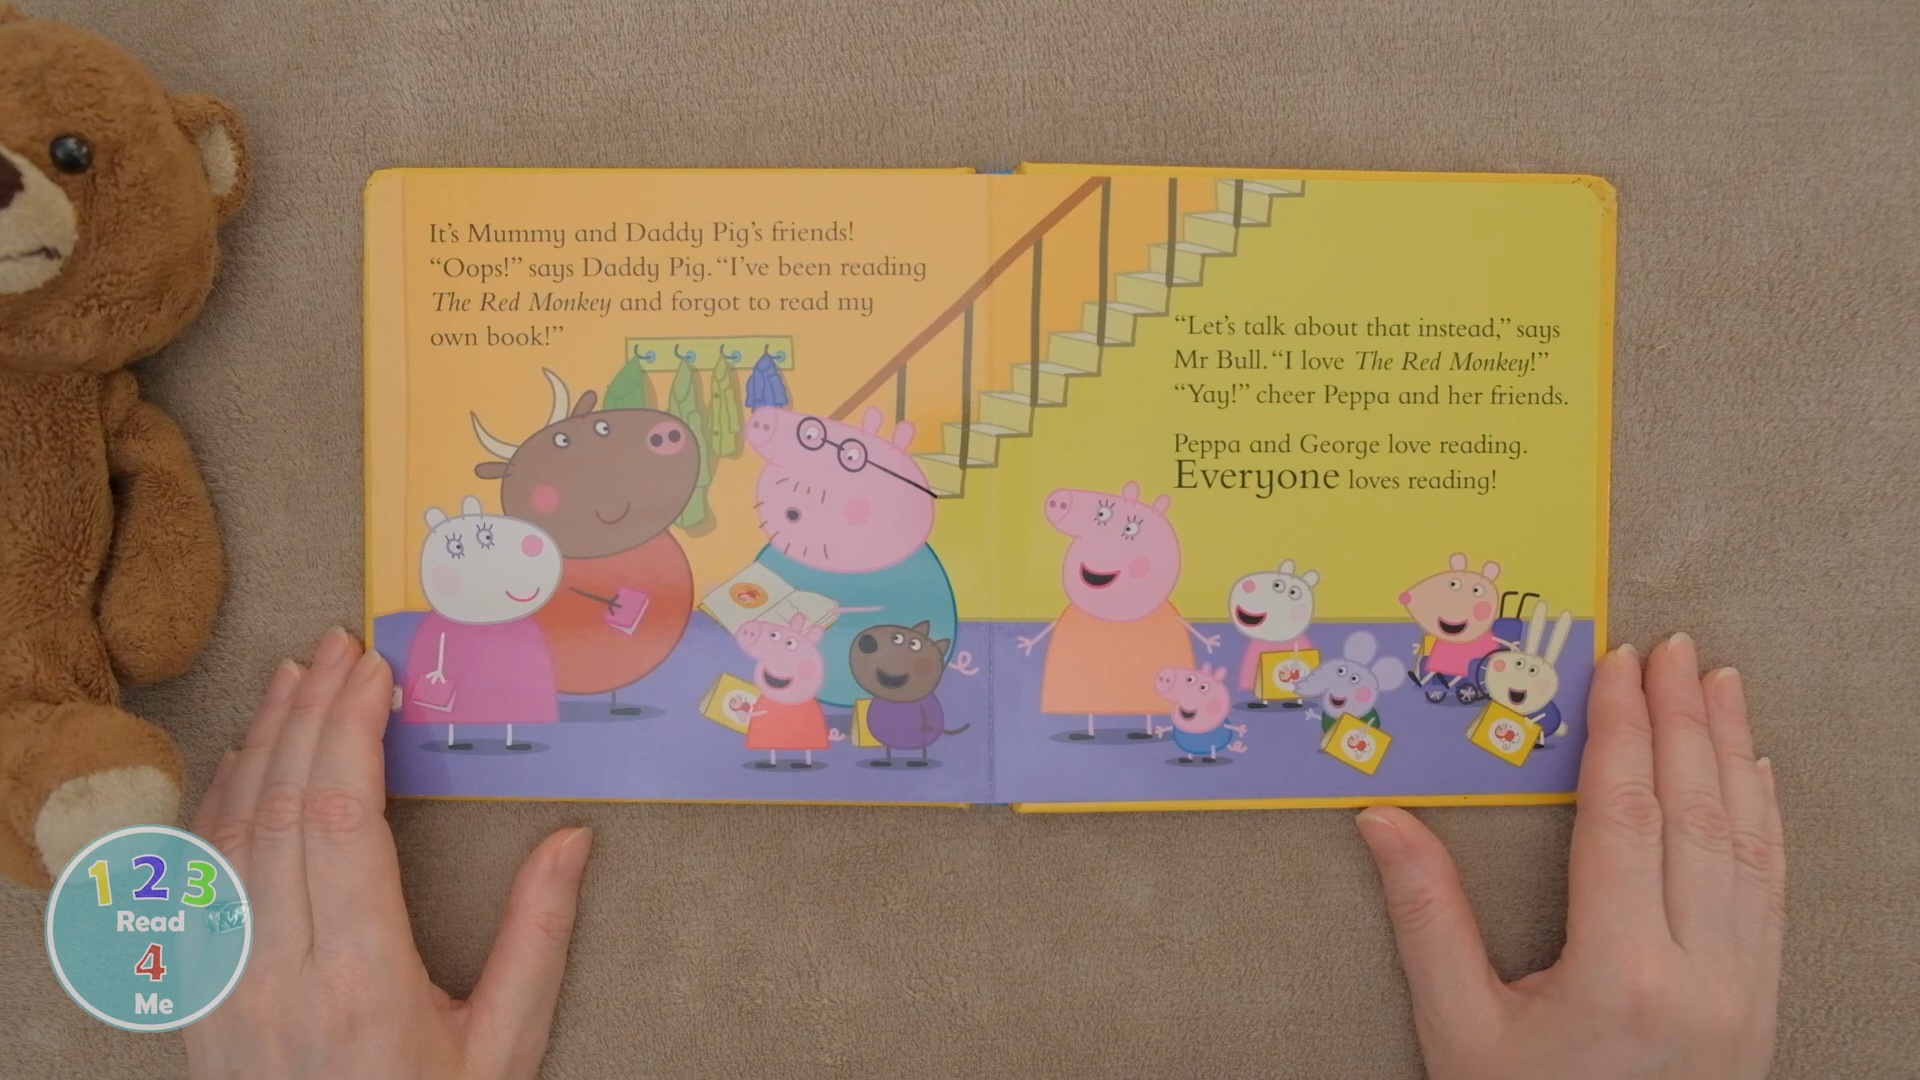 It's Mummy and Daddy Pig's friends!
“Oops!” says Daddy Pig. “I've been reading
The Red Monkey and forgot to read my
own book!”
“Let's talk about that instead,” says
Mr Bull. “I love The Red Monkey!”
“Yay!” cheer Peppa and her friends.
Peppa and George love reading.
Everyone loves reading!
1 2 3
Read
4
Me